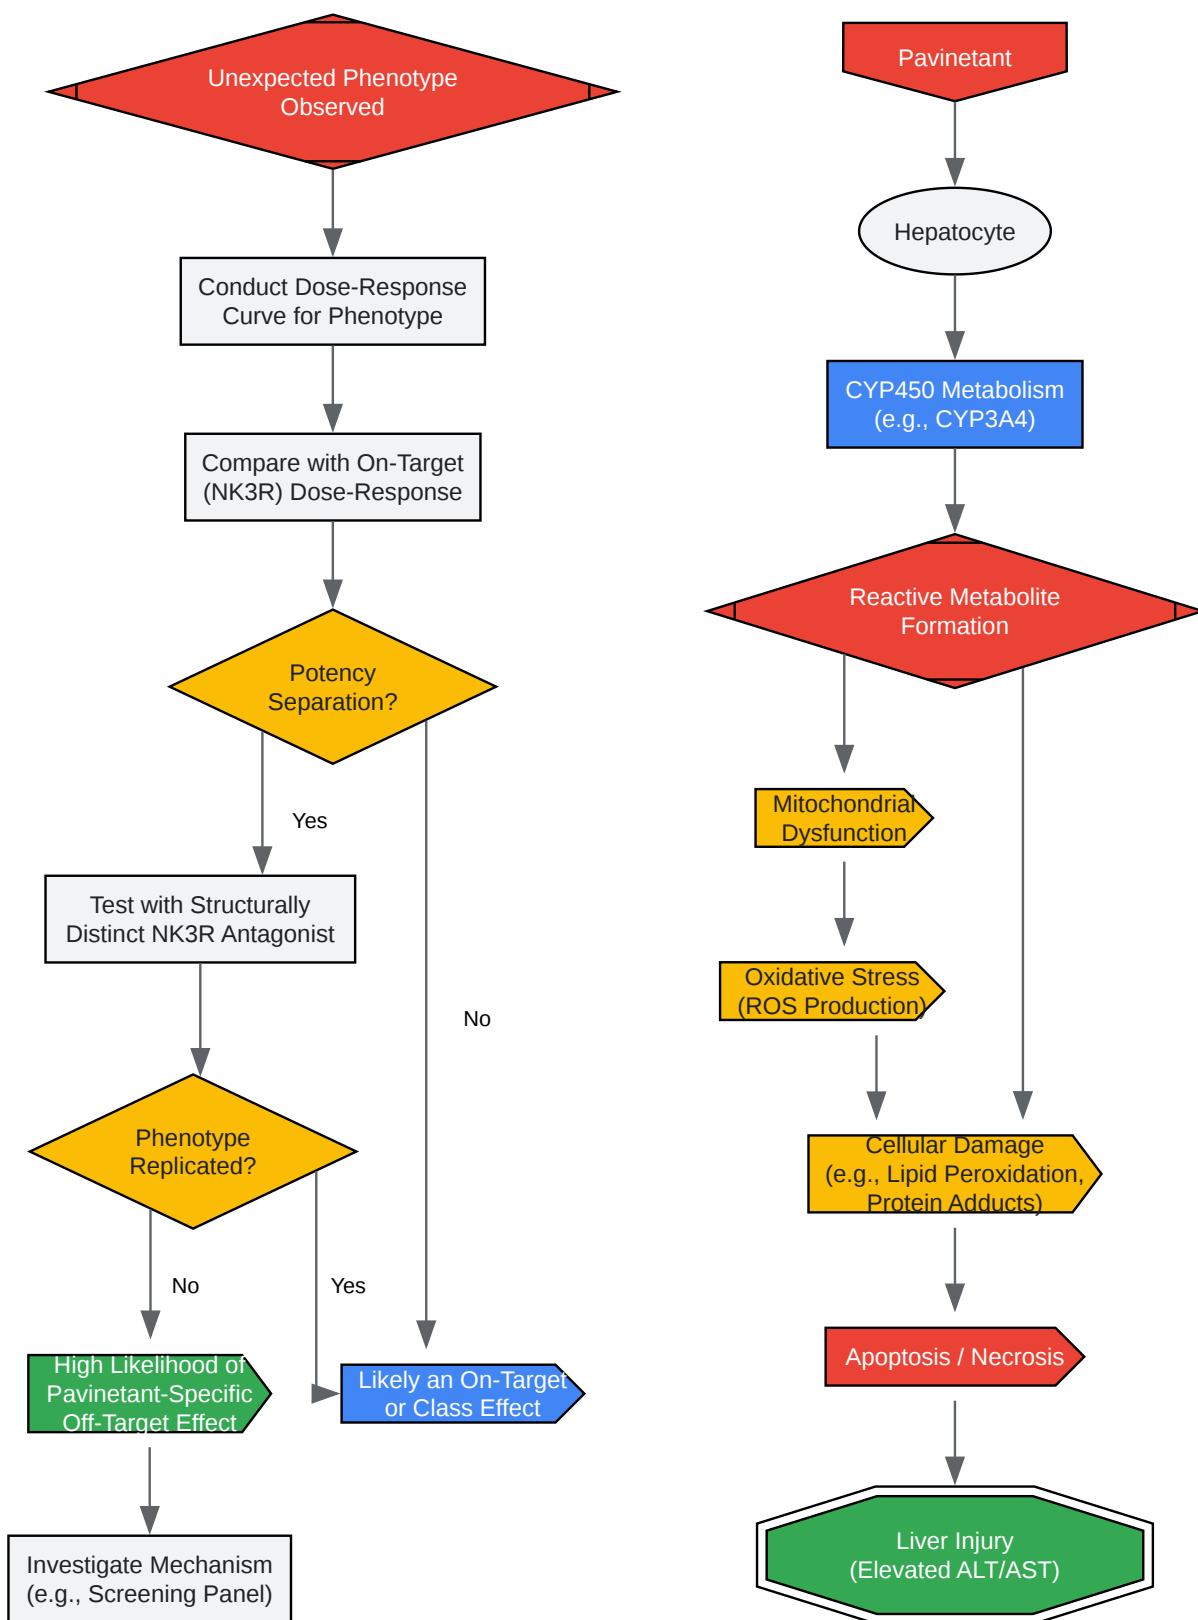 Unexpected Phenotype
Observed
Conduct Dose-Response
Curve for Phenotype
Compare with On-Target
(NK3R) Dose-Response
Potency
Separation?
Yes
No
Test with Structurally
Distinct NK3R Antagonist
Phenotype
Replicated?
No
Yes
High Likelihood of
Pavinetant-Specific
Off-Target Effect
Likely an On-Target
or Class Effect
Investigate Mechanism
(e.g., Screening Panel)
Pavinetant
Hepatocyte
CYP450 Metabolism
(e.g., CYP3A4)
Reactive Metabolite
Formation
Mitochondrial
Dysfunction
Oxidative Stress
(ROS Production)
Cellular Damage
(e.g., Lipid Peroxidation,
Protein Adducts)
Apoptosis / Necrosis
Liver Injury
(Elevated ALT/AST)